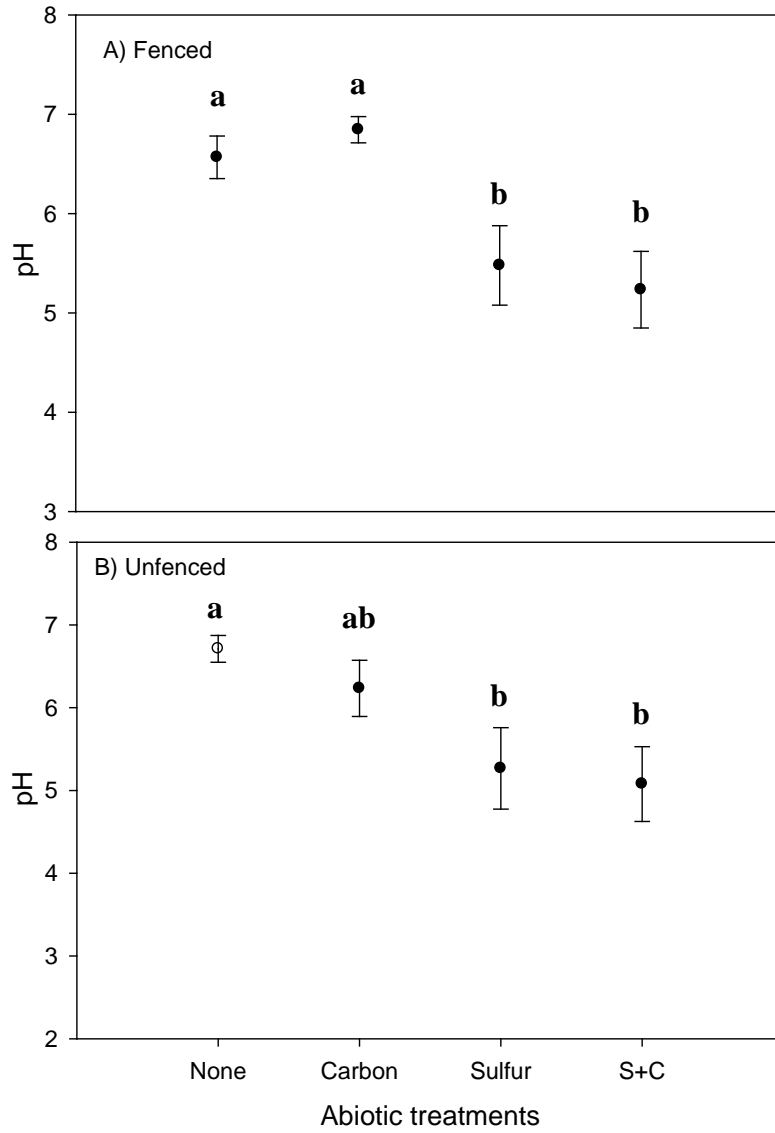 8
A) Fenced
a
a
7
b
b
6
pH
5
4
3
8
B) Unfenced
a
ab
7
b
b
6
pH
5
4
3
2
None Carbon Sulfur S+C
Abiotic treatments